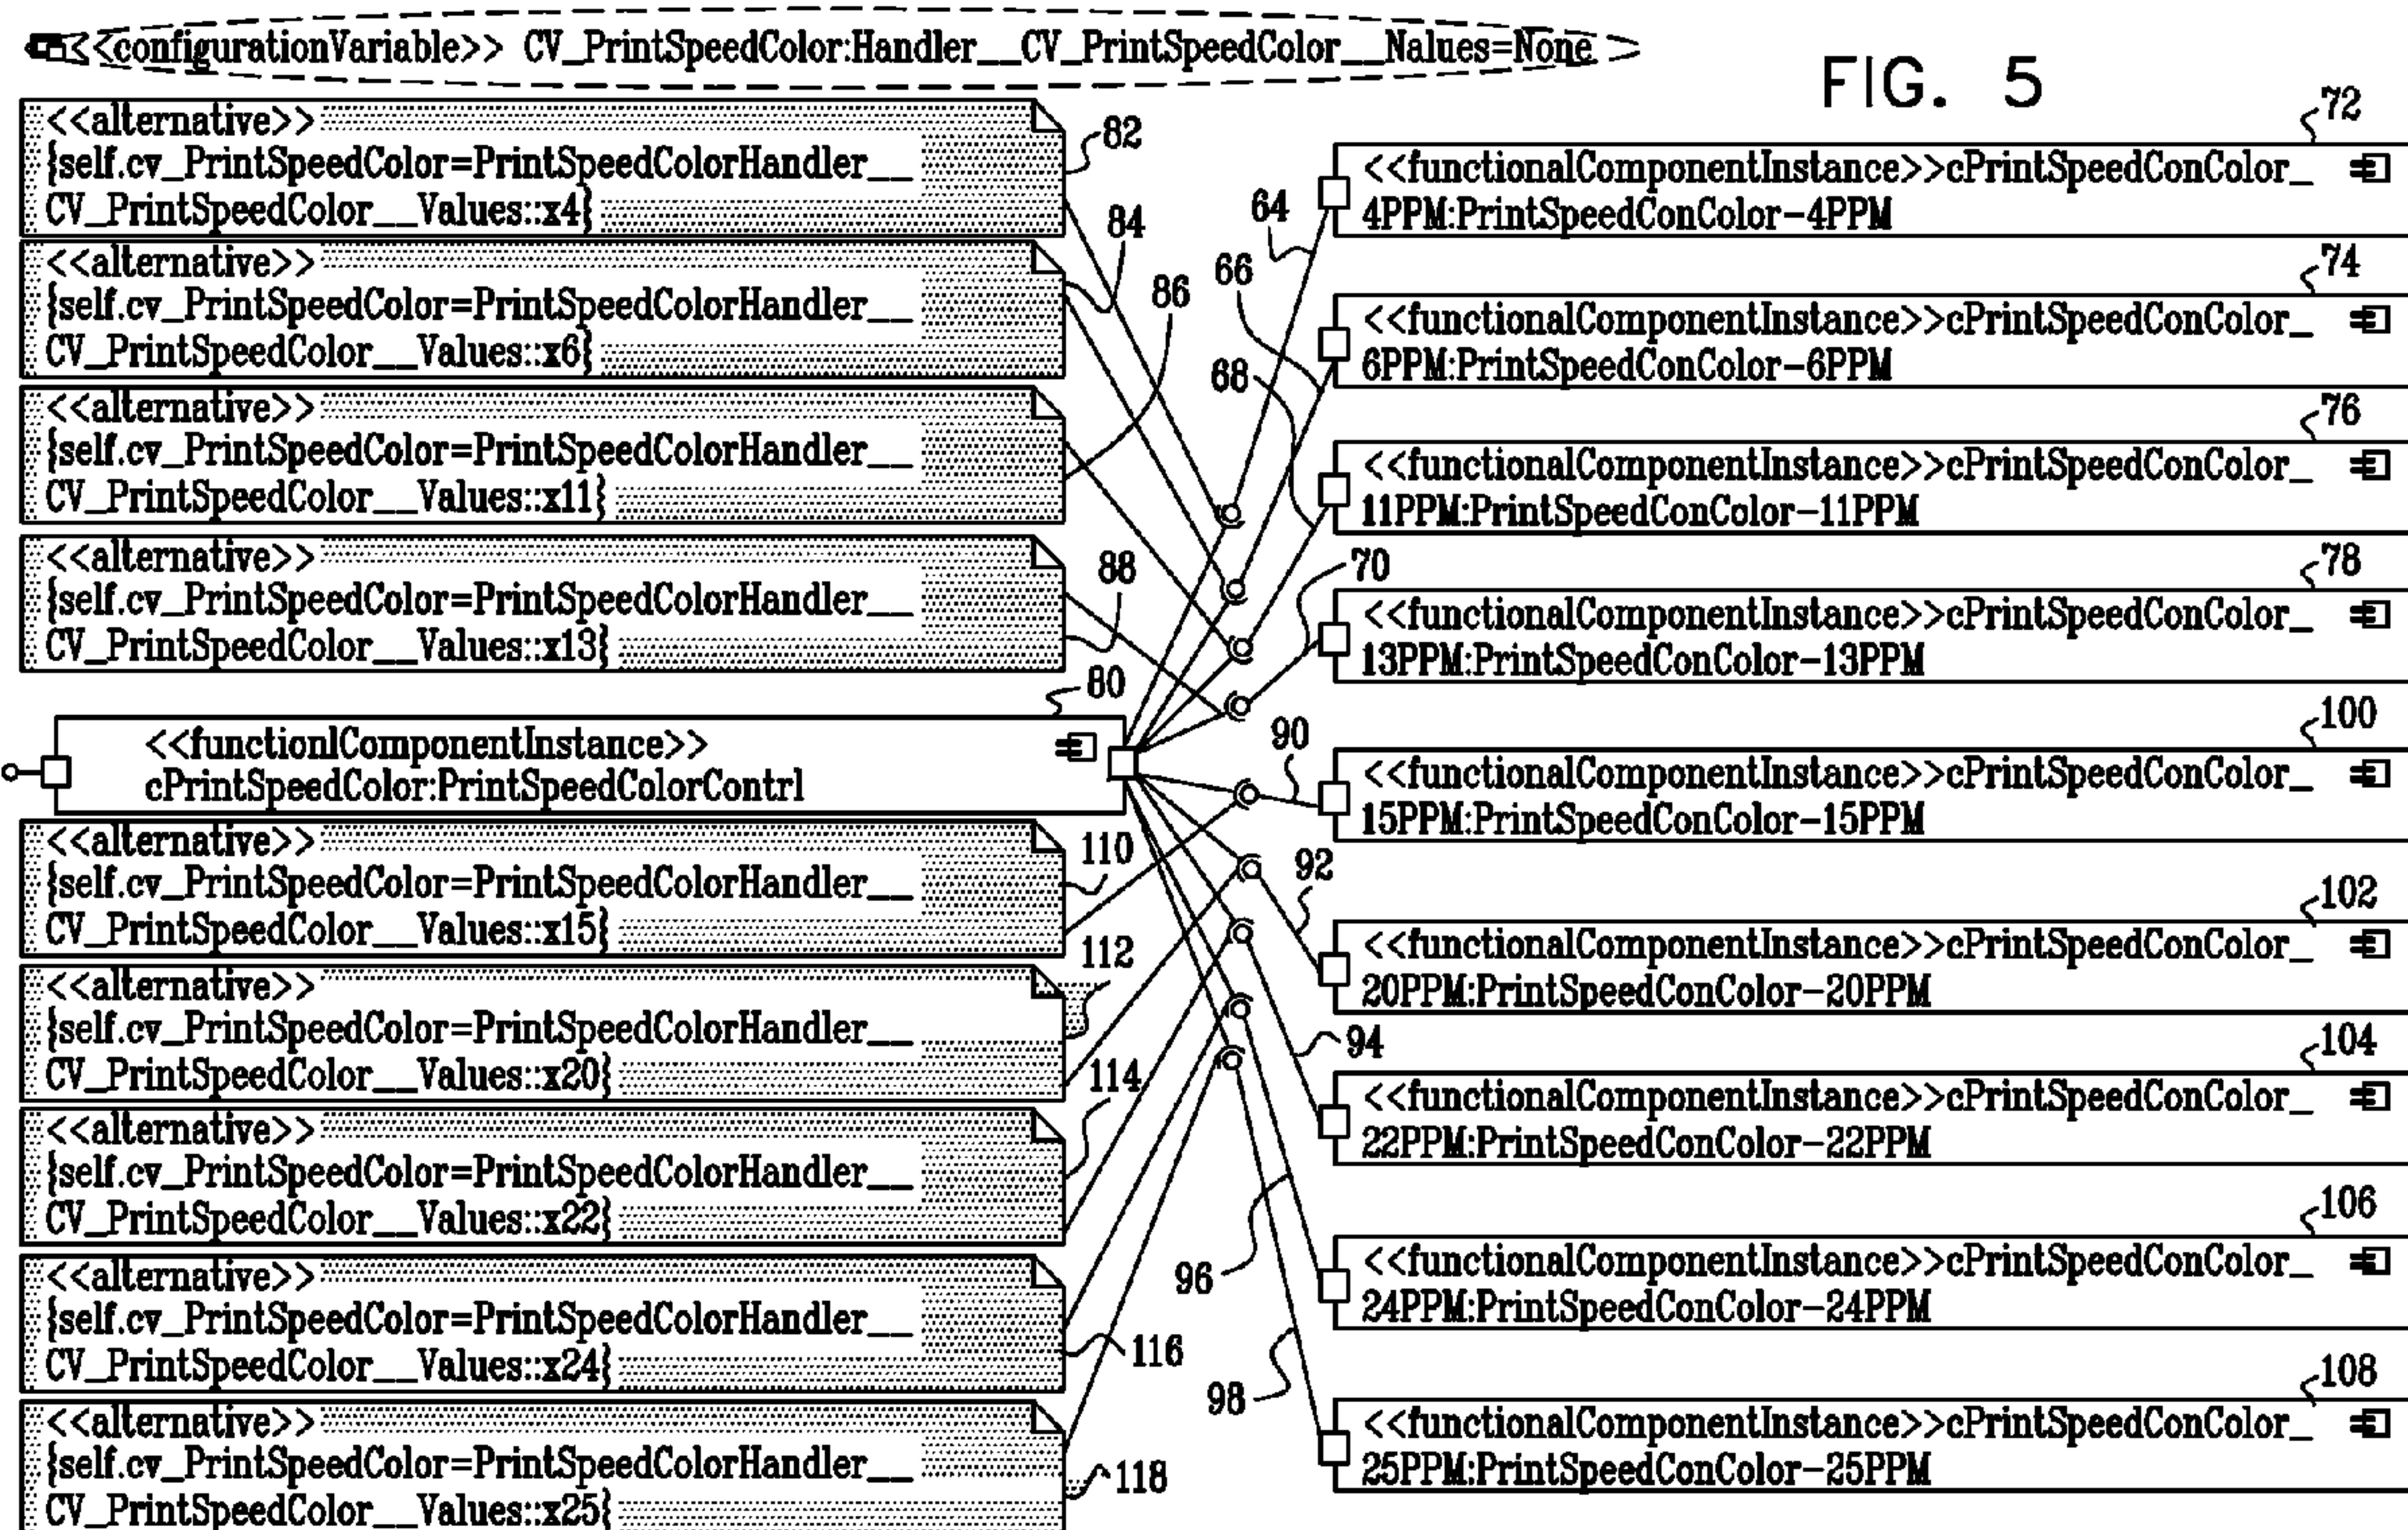 <<configurationVariable>> CV_PrintSpeedColor:Handler__CV_PrintSpeedColor__Nalues=None
FIG. 5
<<alternative>>
{self.cv_PrintSpeedColor=PrintSpeedColorHandler__
CV_PrintSpeedColor__Values::x4{
82
<<alternative>>
{self.cv_PrintSpeedColor=PrintSpeedColorHandler__
CV_PrintSpeedColor__Values::x6{
84
<<alternative>>
{self.cv_PrintSpeedColor=PrintSpeedColorHandler__
CV_PrintSpeedColor__Values::x11{
86
<<alternative>>
{self.cv_PrintSpeedColor=PrintSpeedColorHandler__
CV_PrintSpeedColor__Values::x13{
88
80
<<functionlComponentInstance>>
cPrintSpeedColor:PrintSpeedColorContrl
<<alternative>>
{self.cv_PrintSpeedColor=PrintSpeedColorHandler__
CV_PrintSpeedColor__Values::x15{
110
<<alternative>>
{self.cv_PrintSpeedColor=PrintSpeedColorHandler__
CV_PrintSpeedColor__Values::x20{
112
<<alternative>>
{self.cv_PrintSpeedColor=PrintSpeedColorHandler__
CV_PrintSpeedColor__Values::x22{
114
<<alternative>>
{self.cv_PrintSpeedColor=PrintSpeedColorHandler__
CV_PrintSpeedColor__Values::x24{
116
<<alternative>>
{self.cv_PrintSpeedColor=PrintSpeedColorHandler__
CV_PrintSpeedColor__Values::x25{
118
64
66
68
70
90
92
94
96
98
72
<<functionalComponentInstance>>cPrintSpeedConColor_
4PPM:PrintSpeedConColor-4PPM
74
<<functionalComponentInstance>>cPrintSpeedConColor_
6PPM:PrintSpeedConColor-6PPM
76
<<functionalComponentInstance>>cPrintSpeedConColor_
11PPM:PrintSpeedConColor-11PPM
78
<<functionalComponentInstance>>cPrintSpeedConColor_
13PPM:PrintSpeedConColor-13PPM
100
<<functionalComponentInstance>>cPrintSpeedConColor_
15PPM:PrintSpeedConColor-15PPM
102
<<functionalComponentInstance>>cPrintSpeedConColor_
20PPM:PrintSpeedConColor-20PPM
104
<<functionalComponentInstance>>cPrintSpeedConColor_
22PPM:PrintSpeedConColor-22PPM
106
<<functionalComponentInstance>>cPrintSpeedConColor_
24PPM:PrintSpeedConColor-24PPM
108
<<functionalComponentInstance>>cPrintSpeedConColor_
25PPM:PrintSpeedConColor-25PPM